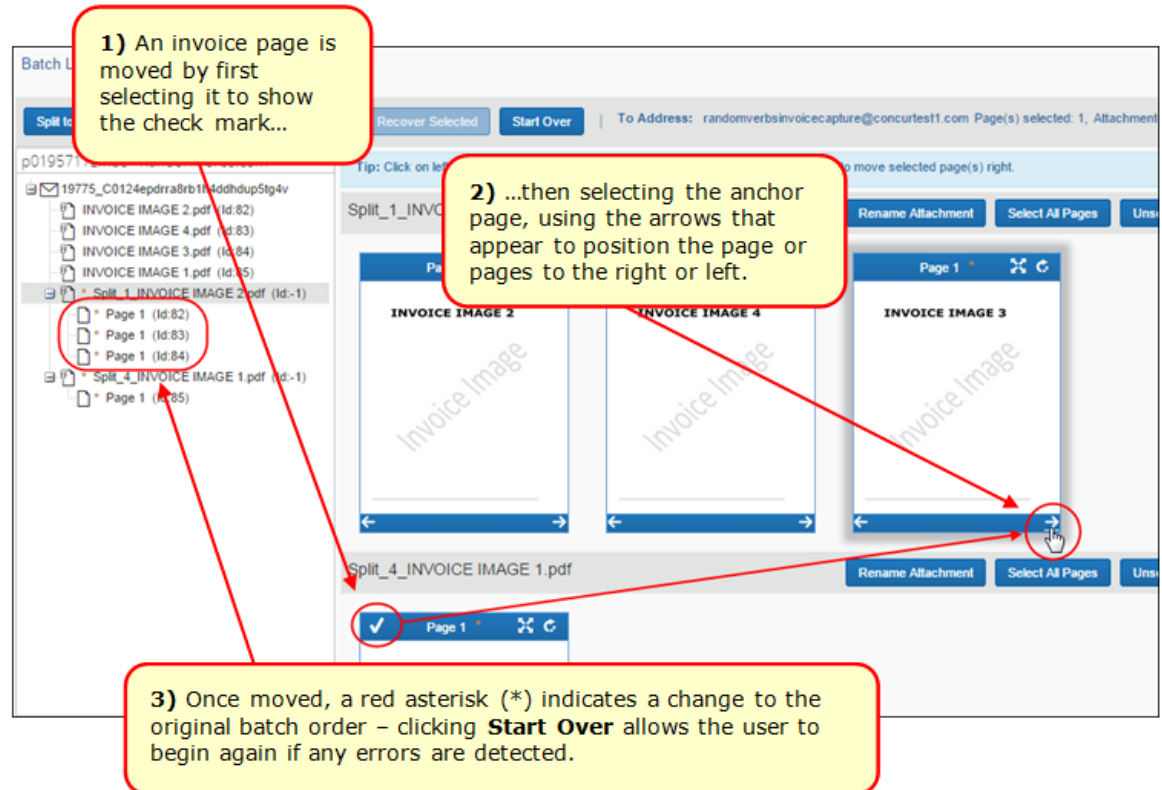 1) An invoice page is
moved by first
selecting it to show
the check mark...
Batch L
Split to
Recover Selected
Start Over
| To Address: randomverbsinvoicecapture@concurtest1.com Page(s) selected: 1, Attachment
Tip: Click on left
to move selected page(s) right.
2) ...then selecting the anchor
page, using the arrows that
appear to position the page or
pages to the right or left.
INVOICE IMAGE 2.pdf (Id:82)
INVOICE IMAGE 4.pdf (Id:83)
INVOICE IMAGE 3.pdf (Id:84)
INVOICE IMAGE 1.pdf (Id:85)
* Split_1_INVOICE IMAGE 2.pdf (Id:-1)
* Page 1 (Id:82)
* Page 1 (Id:83)
* Page 1 (Id:84)
* Split_4_INVOICE IMAGE 1.pdf (Id:-1)
* Page 1 (Id:85)
Split_1_INVO
Rename Attachment
Select All Pages
Uns
Page 1 *
INVOICE IMAGE 2
INVOICE IMAGE 4
INVOICE IMAGE 3
Invoice Image
Invoice Image
Invoice Image
Split_4_INVOICE IMAGE 1.pdf
Rename Attachment
Select All Pages
Uns
Page 1 *
3) Once moved, a red asterisk (*) indicates a change to the
original batch order – clicking Start Over allows the user to
begin again if any errors are detected.